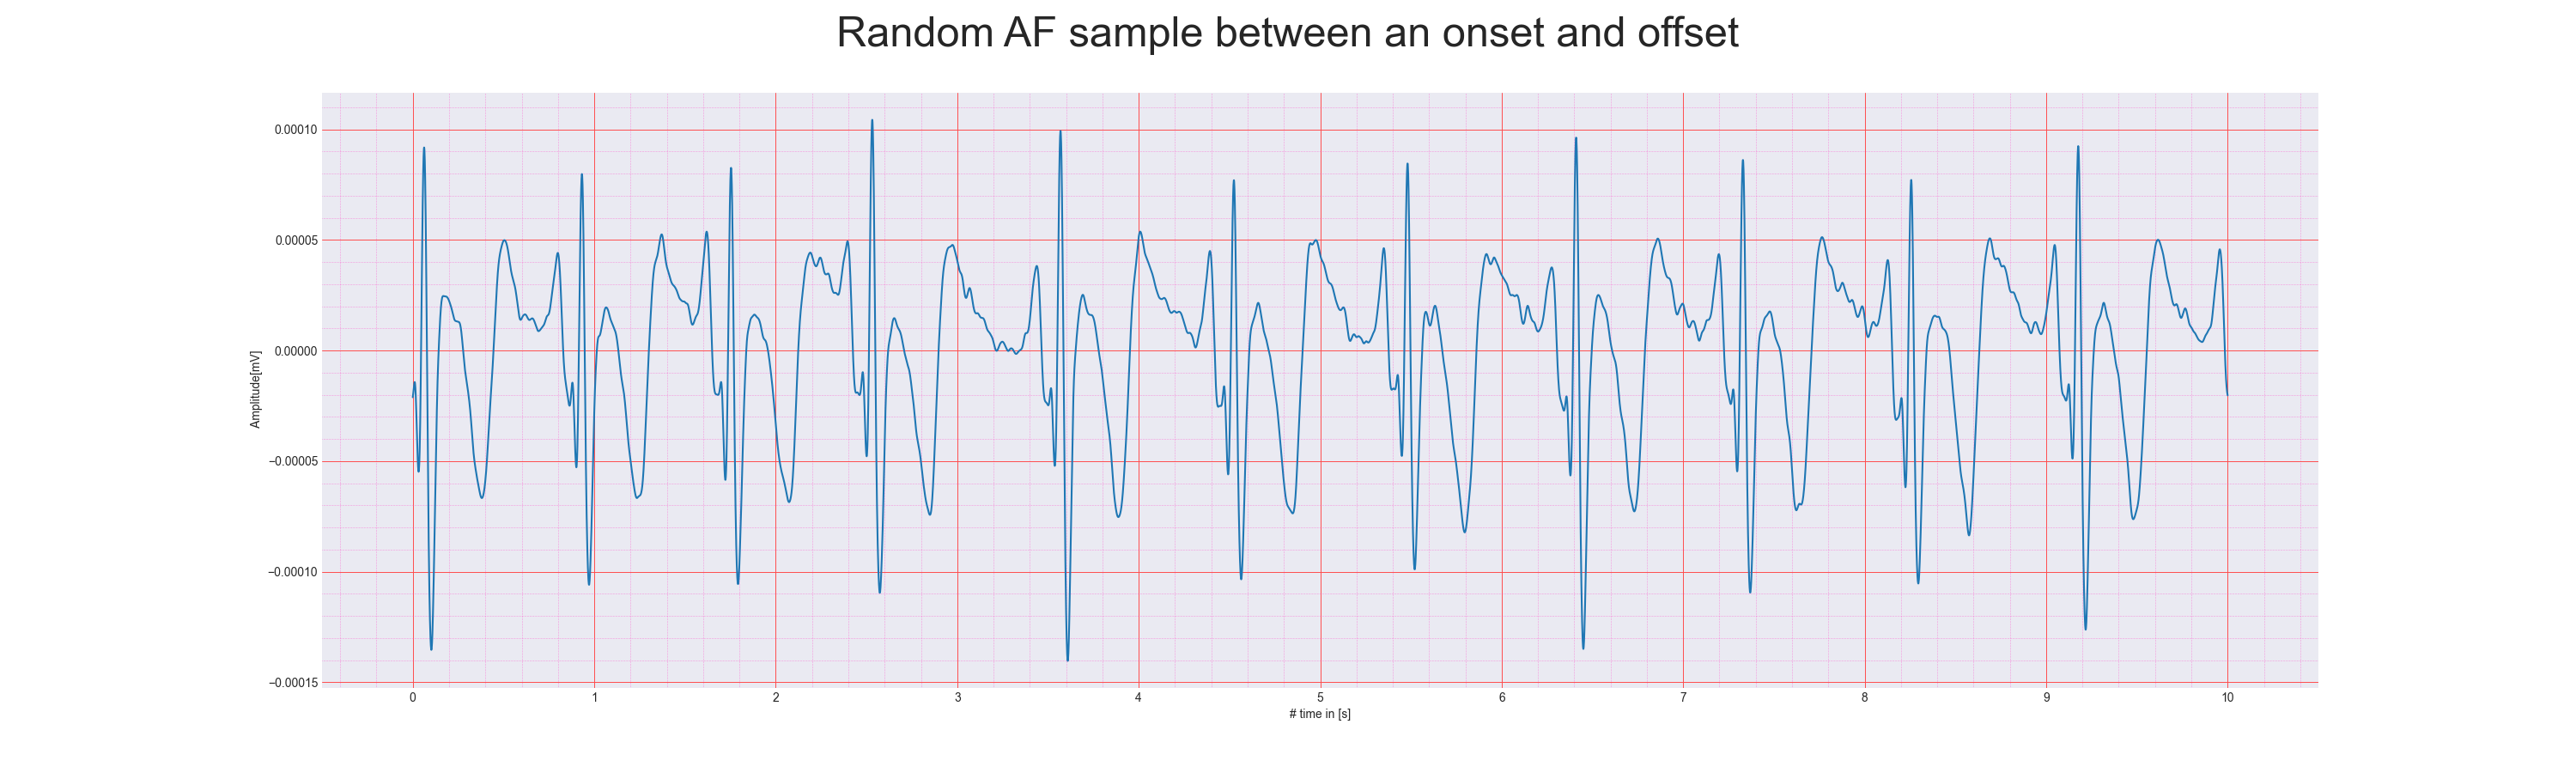 Random AF sample between an onset and offset
0.00010
0.00005
0.00000
−0.00005
−0.00010
−0.00015
Amplitude[mV]
0 1 2 3 4 5 6 7 8 9 10
# time in [s]